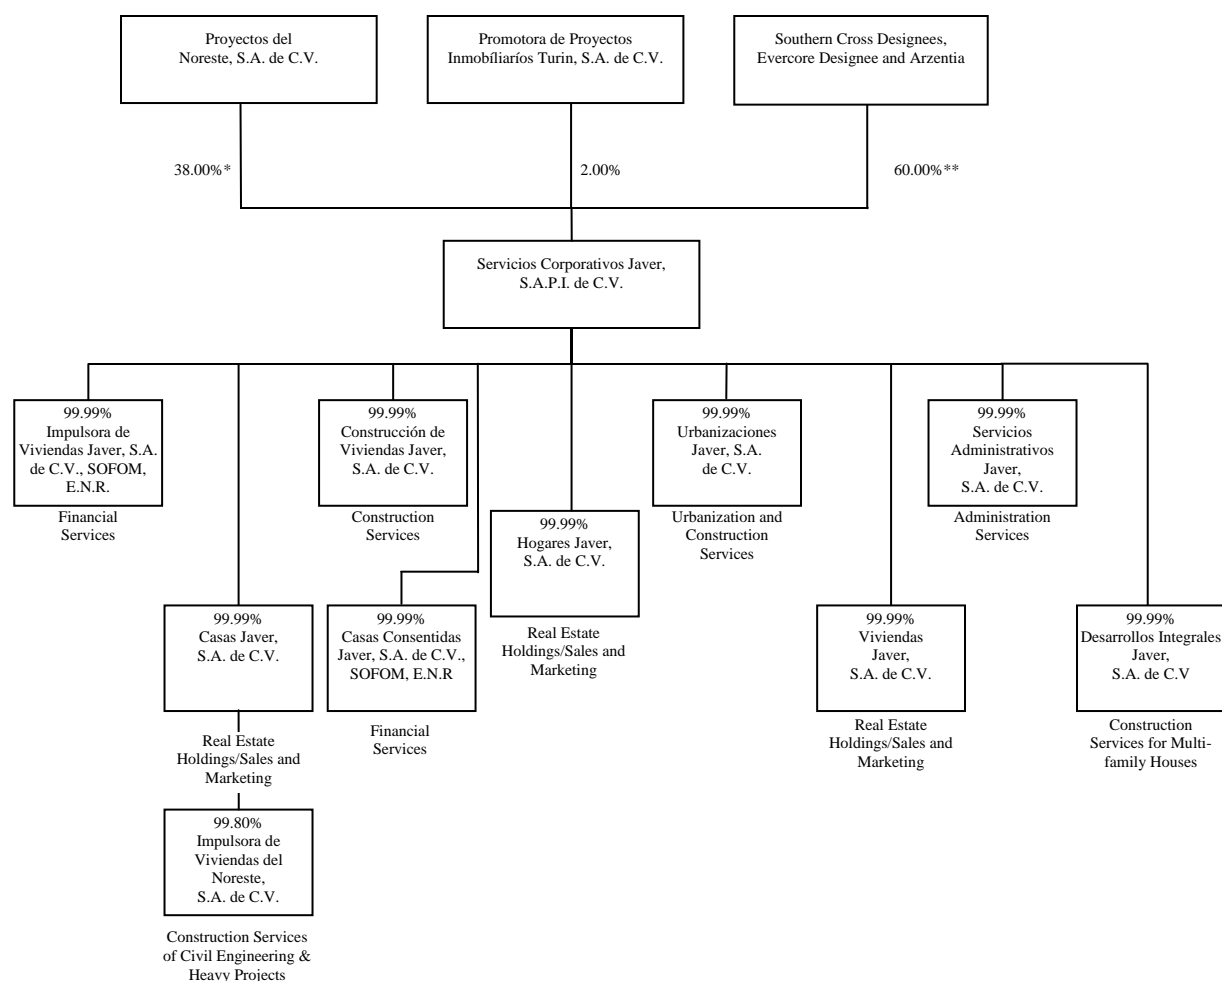 Proyectos del
Noreste, S.A. de C.V.
Promotora de Proyectos
Inmobíliaríos Turin, S.A. de C.V.
Southern Cross Designees,
Evercore Designee and Arzentia
38.00%*
2.00%
60.00%**
Servicios Corporativos Javer,
S.A.P.I. de C.V.
99.99%
Impulsora de
Viviendas Javer, S.A.
de C.V., SOFOM,
E.N.R.
Financial
Services
99.99%
Construcción de
Viviendas Javer,
S.A. de C.V.
Construction
Services
99.99%
Hogares Javer,
S.A. de C.V.
Real Estate
Holdings/Sales and
Marketing
99.99%
Urbanizaciones
Javer, S.A.
de C.V.
Urbanization and
Construction
Services
99.99%
Servicios
Administrativos
Javer,
S.A. de C.V.
Administration
Services
99.99%
Casas Javer,
S.A. de C.V.
Real Estate
Holdings/Sales and
Marketing
99.99%
Casas Consentidas
Javer, S.A. de C.V.,
SOFOM, E.N.R
Financial
Services
99.99%
Viviendas
Javer,
S.A. de C.V.
Real Estate
Holdings/Sales and
Marketing
99.99%
Desarrollos Integrales
Javer,
S.A. de C.V
Construction
Services for Multi-
family Houses
99.80%
Impulsora de
Viviendas del
Noreste,
S.A. de C.V.
Construction Services
of Civil Engineering &
Heavy Projects